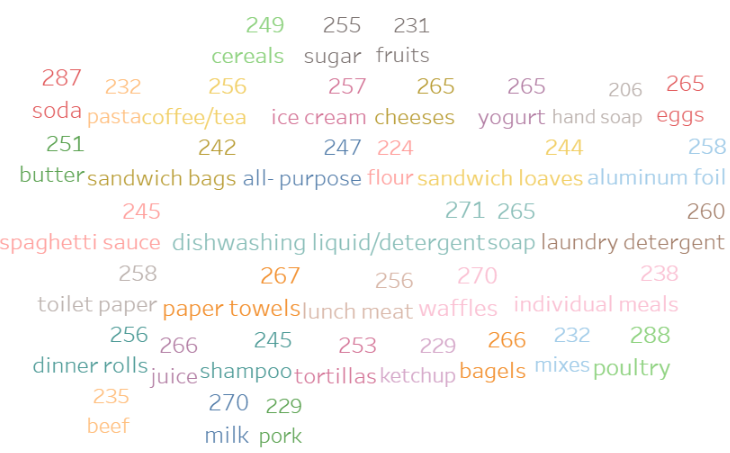 249 255 231
cereals sugar fruits
287 232 256 257 265 265 206 265
soda pasta coffee/tea ice cream cheeses yogurt hand soap eggs
251 242 247 224 244 258
butter sandwich bags all- purpose flour sandwich loaves aluminum foil
245 271 265 260
spaghetti sauce dishwashing liquid/detergent soap laundry detergent
258 267 256 270 238
toilet paper paper towels lunch meat waffles individual meals
256 266 245 253 229 266 232 288
dinner rolls juice shampoo tortillas ketchup bagels mixes poultry
235 270 229
beef milk pork